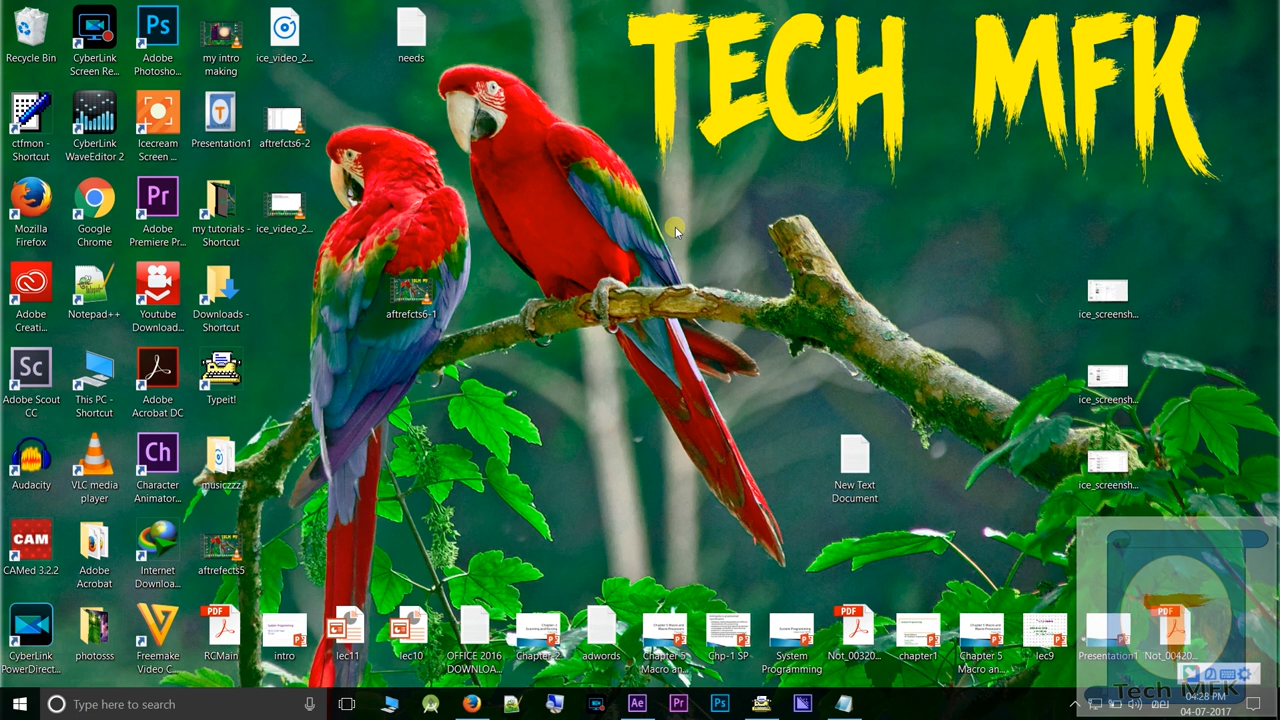 TECH MFK
Recycle Bin
CyberLink
Screen Re...
Adobe
Photosho...
my intro
making
ice_video_2...
needs
ctfmon -
Shortcut
CyberLink
WaveEditor 2
Icecream
Screen ...
Presentation1
aftrefcts6-2
Mozilla
Firefox
Google
Chrome
Adobe
Premiere Pr...
my tutorials -
Shortcut
ice_video_2...
Adobe
Creati...
Notepad++
Youtube
Download...
Downloads -
Shortcut
aftrefcts6-1
ice_screensh...
Adobe Scout
CC
This PC -
Shortcut
Adobe
Acrobat DC
Typeit!
ice_screensh...
Audacity
VLC media
player
Character
Animator...
musiczzz
New Text
Document
ice_screensh...
CAMed 3.2.2
Adobe
Acrobat
Internet
Downloa...
aftrefects5
CyberLink
PowerDirect...
photosss
Freemake
Video C...
intro
lec11
lec10
OFFICE 2016
DOWNLOA...
Chapter-2
adwords
Chapter 5
Macro an...
Chp-1 SP
System
Programming
Not_00320...
chapter1
Chapter 5
Macro an...
lec9
Presentation1
Not_00420...
Type here to search
Tech MFK
04:28 PM
04-07-2017